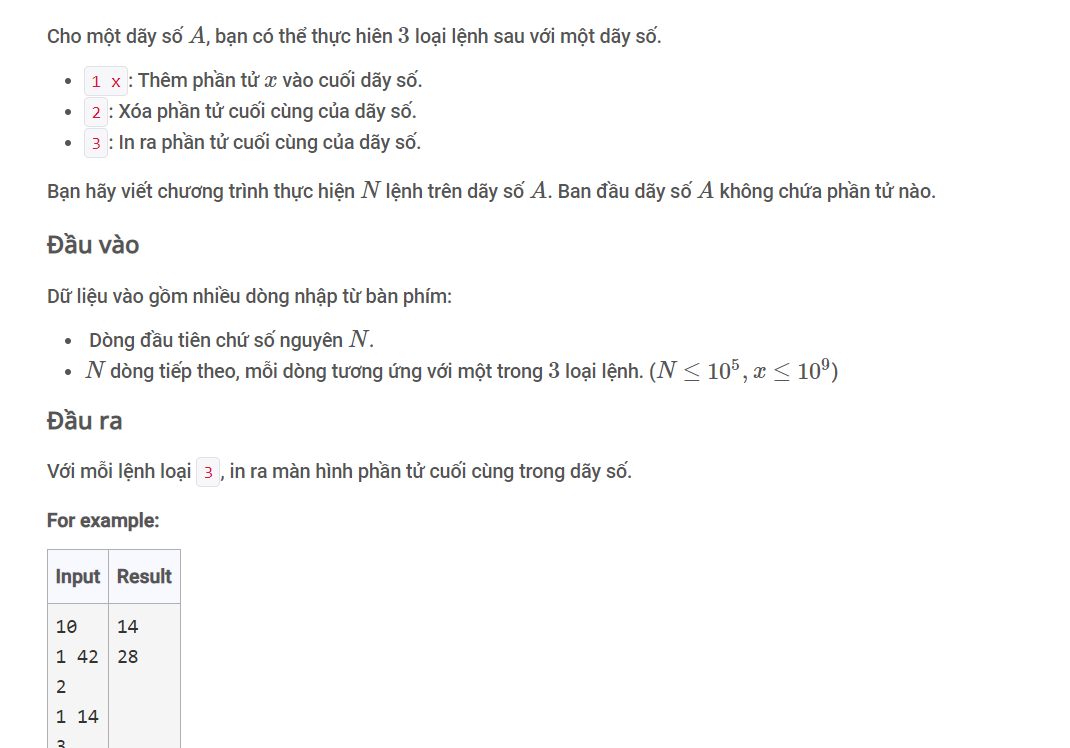 Cho một dãy số A, bạn có thể thực hiên 3 loại lệnh sau với một dãy số.
1 x: Thêm phần tử x vào cuối dãy số.
2: Xóa phần tử cuối cùng của dãy số.
3: In ra phần tử cuối cùng của dãy số.
Bạn hãy viết chương trình thực hiện N lệnh trên dãy số A. Ban đầu dãy số A không chứa phần tử nào.
Đầu vào
Dữ liệu vào gồm nhiều dòng nhập từ bàn phím:
Dòng đầu tiên chứ số nguyên N.
N dòng tiếp theo, mỗi dòng tương ứng với một trong 3 loại lệnh. (N ≤ 10⁵, x ≤ 10⁹)
Đầu ra
Với mỗi lệnh loại 3, in ra màn hình phần tử cuối cùng trong dãy số.
For example:
Input Result
10 14
1 42 28
2
1 14
3